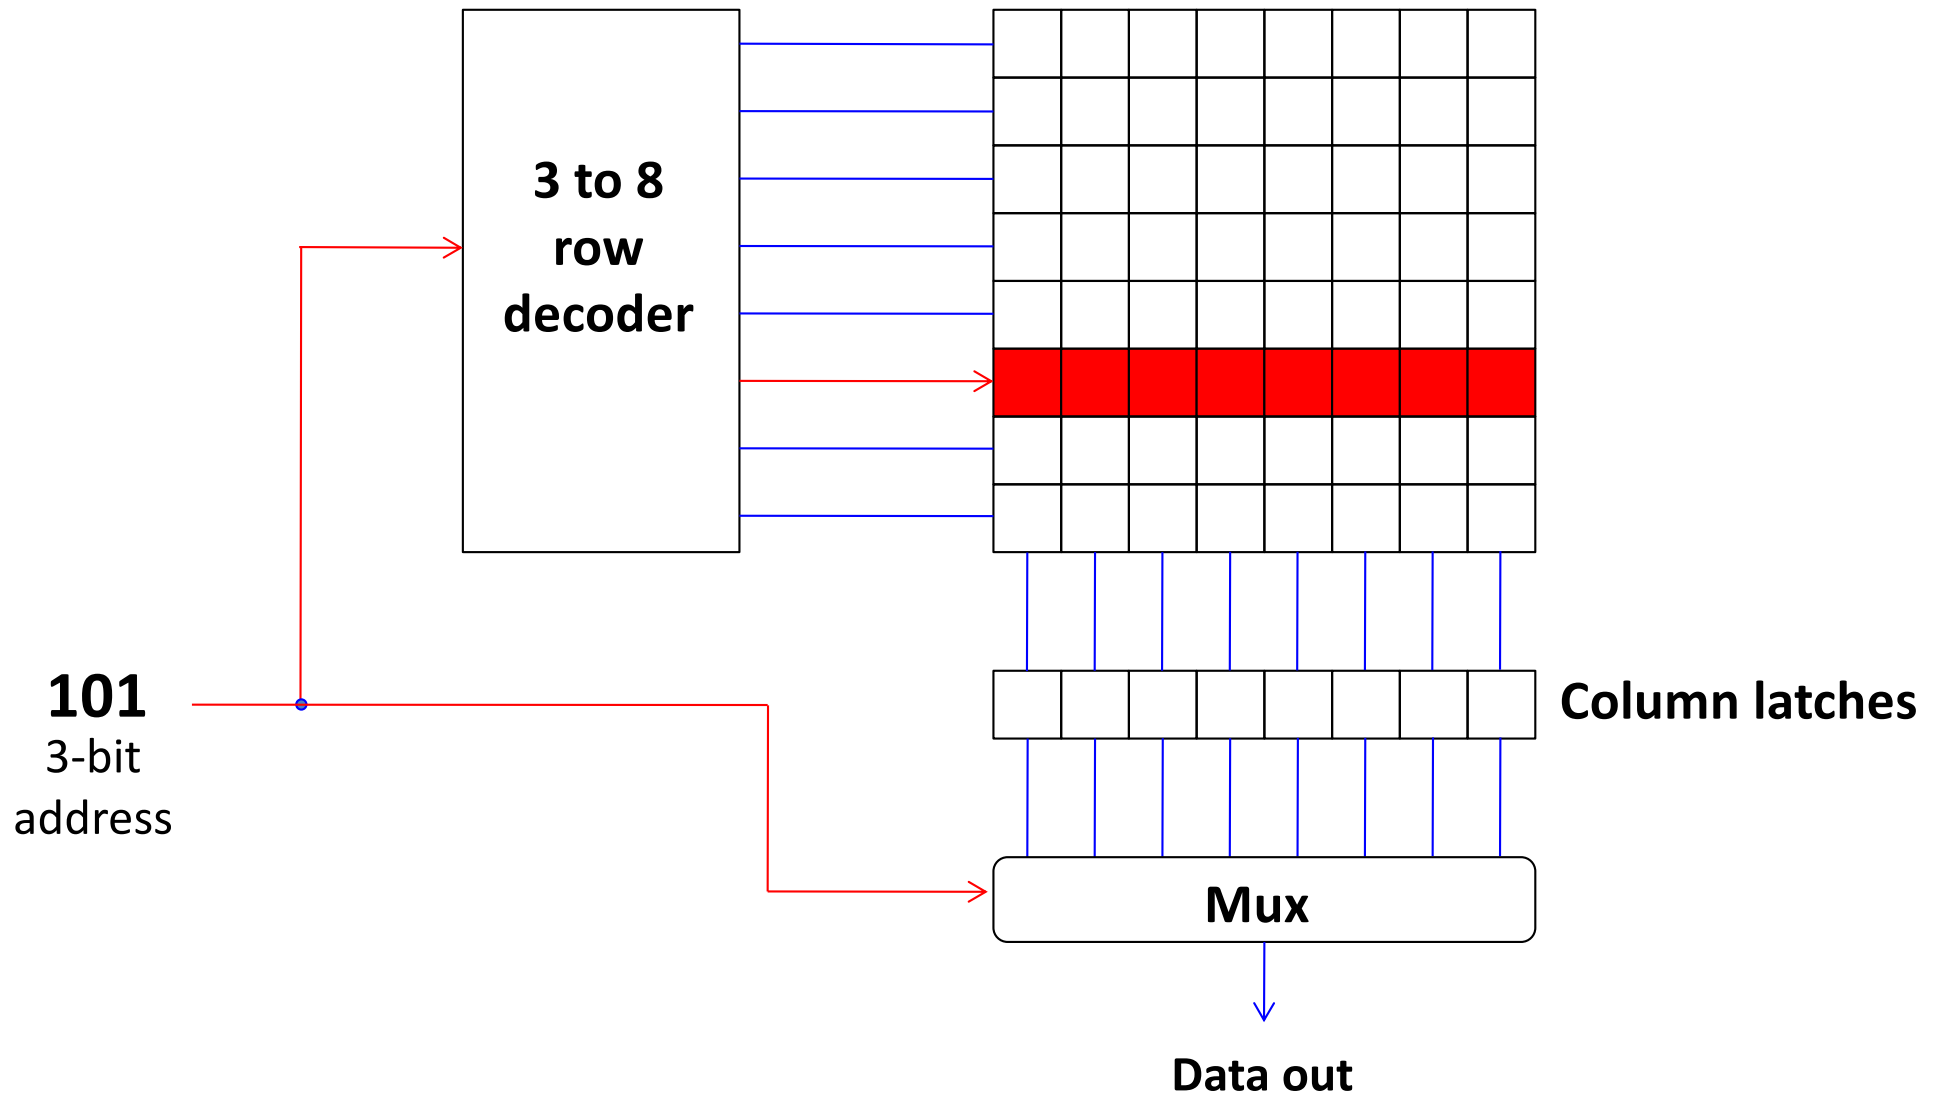 3 to 8
row
decoder
101
3-bit
address
Column latches
Mux
Data out